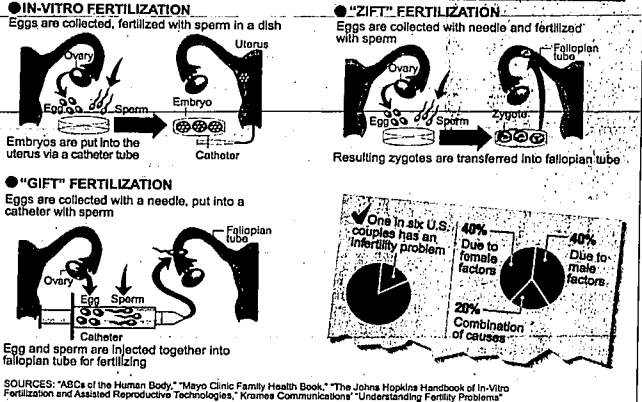 ●IN-VITRO FERTILIZATION
Eggs are collected, fertilized with sperm in a dish
Ovary
Egg
Sperm
Uterus
Embryo
Catheter
Embryos are put into the
uterus via a catheter tube
●"ZIFT" FERTILIZATION
Eggs are collected with needle and fertilized
with sperm
Ovary
Egg
Sperm
Fallopian
tube
Zygote
Resulting zygotes are transferred into fallopian tube
●"GIFT" FERTILIZATION
Eggs are collected with a needle, put into a
catheter with sperm
Ovary
Egg
Sperm
Catheter
Fallopian
tube
Egg and sperm are injected together into
fallopian tube for fertilizing
One in six U.S.
couples has an
infertility problem
40%
Due to
female
factors
40%
Due to
male
factors
20%
Combination
of causes
SOURCES: "ABCs of the Human Body," "Mayo Clinic Family Health Book," "The Johns Hopkins Handbook of In-Vitro
Fertilization and Assisted Reproductive Technologies," Krames Communications' "Understanding Fertility Problems"